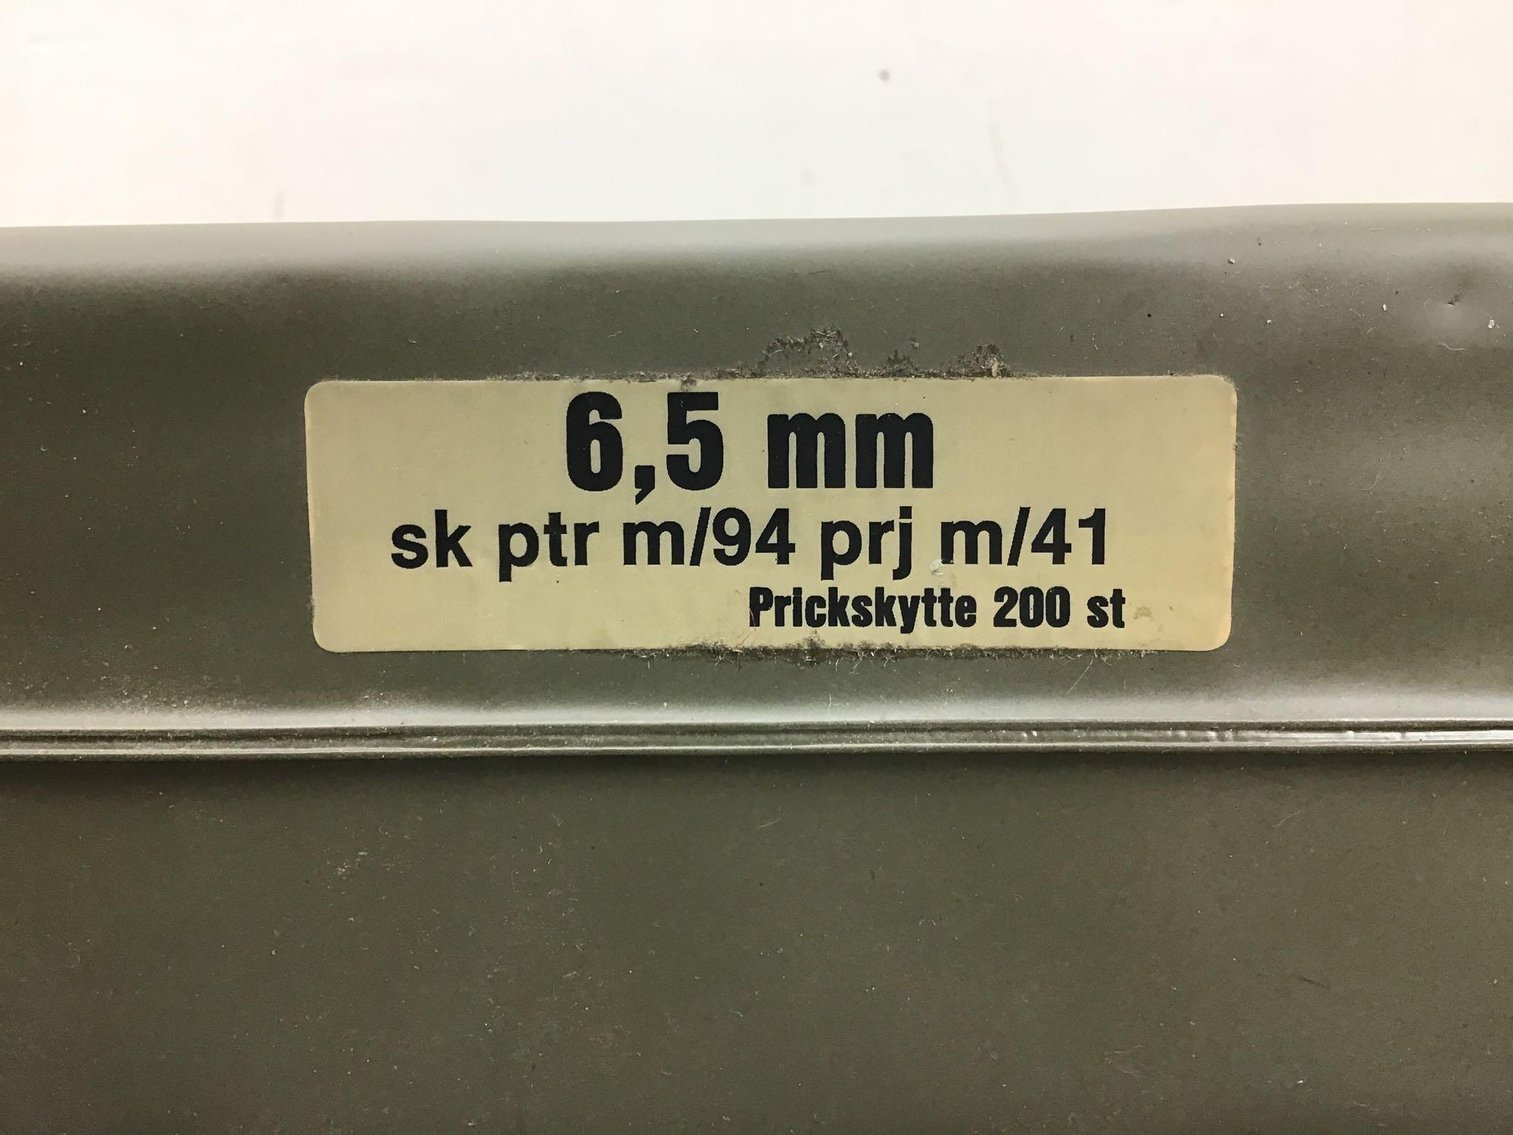 6,5 mm
sk ptr m/94 prj m/41
Prickskytte 200 st